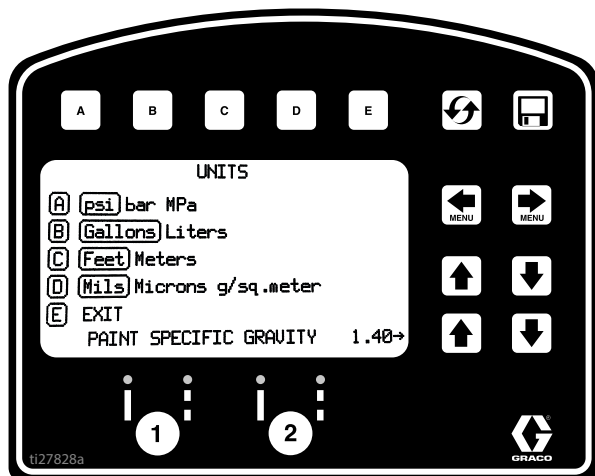 A B C D E
UNITS
A psi bar MPa
B Gallons Liters
C Feet Meters
D Mils Microns g/sq.meter
E EXIT
PAINT SPECIFIC GRAVITY 1.40→
MENU MENU
1 2
ti27828a
GRACO